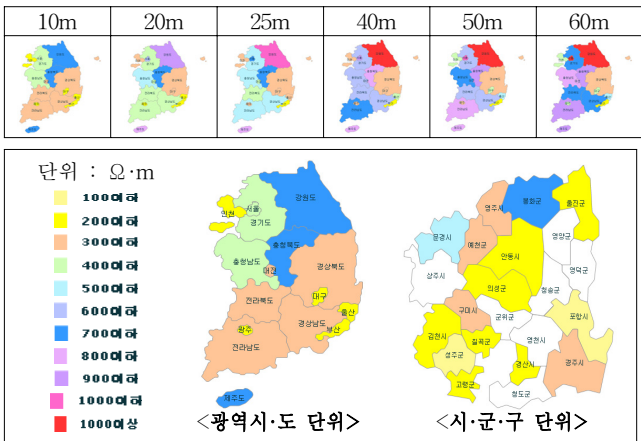 10m 20m 25m 40m 50m 60m
단위 : Ω·m
100이하
200이하
300이하
400이하
500이하
600이하
700이하
800이하
900이하
1000이하
1000이상
강원도
서울
인천
경기도
충청북도
충청남도
대전
경상북도
전라북도
대구
울산
경상남도
부산
광주
전라남도
제주도
<광역시·도 단위>
봉화군
울진군
영주시
문경시
예천군
영양군
안동시
상주시
영덕군
의성군
청송군
구미시
군위군
포항시
김천시
칠곡군
영천시
성주군
경산시
경주시
고령군
청도군
<시·군·구 단위>